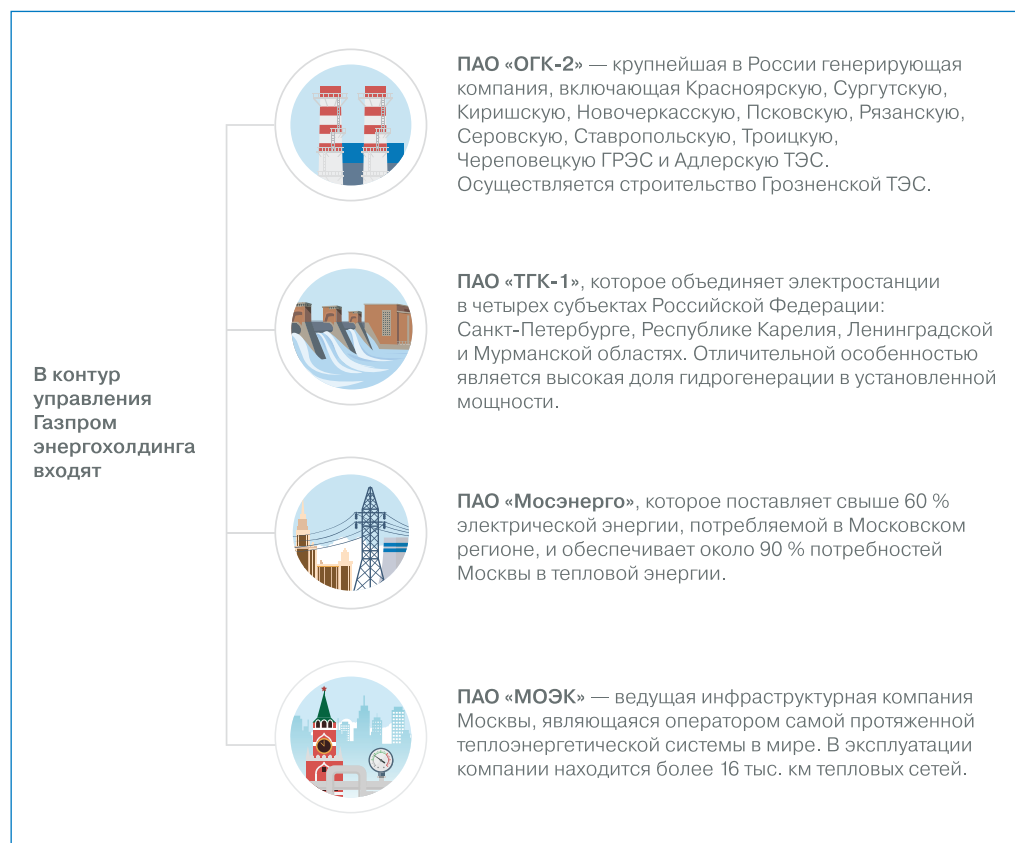 В контур
управления
Газпром
энергохолдинга
входят
ПАО «ОГК-2» — крупнейшая в России генерирующая
компания, включающая Красноярскую, Сургутскую,
Киришскую, Новочеркасскую, Псковскую, Рязанскую,
Серовскую, Ставропольскую, Троицкую,
Череповецкую ГРЭС и Адлерскую ТЭС.
Осуществляется строительство Грозненской ТЭС.
ПАО «ТГК-1», которое объединяет электростанции
в четырех субъектах Российской Федерации:
Санкт-Петербурге, Республике Карелия, Ленинградской
и Мурманской областях. Отличительной особенностью
является высокая доля гидрогенерации в установленной
мощности.
ПАО «Мосэнерго», которое поставляет свыше 60 %
электрической энергии, потребляемой в Московском
регионе, и обеспечивает около 90 % потребностей
Москвы в тепловой энергии.
ПАО «МОЭК» — ведущая инфраструктурная компания
Москвы, являющаяся оператором самой протяженной
теплоэнергетической системы в мире. В эксплуатации
компании находится более 16 тыс. км тепловых сетей.